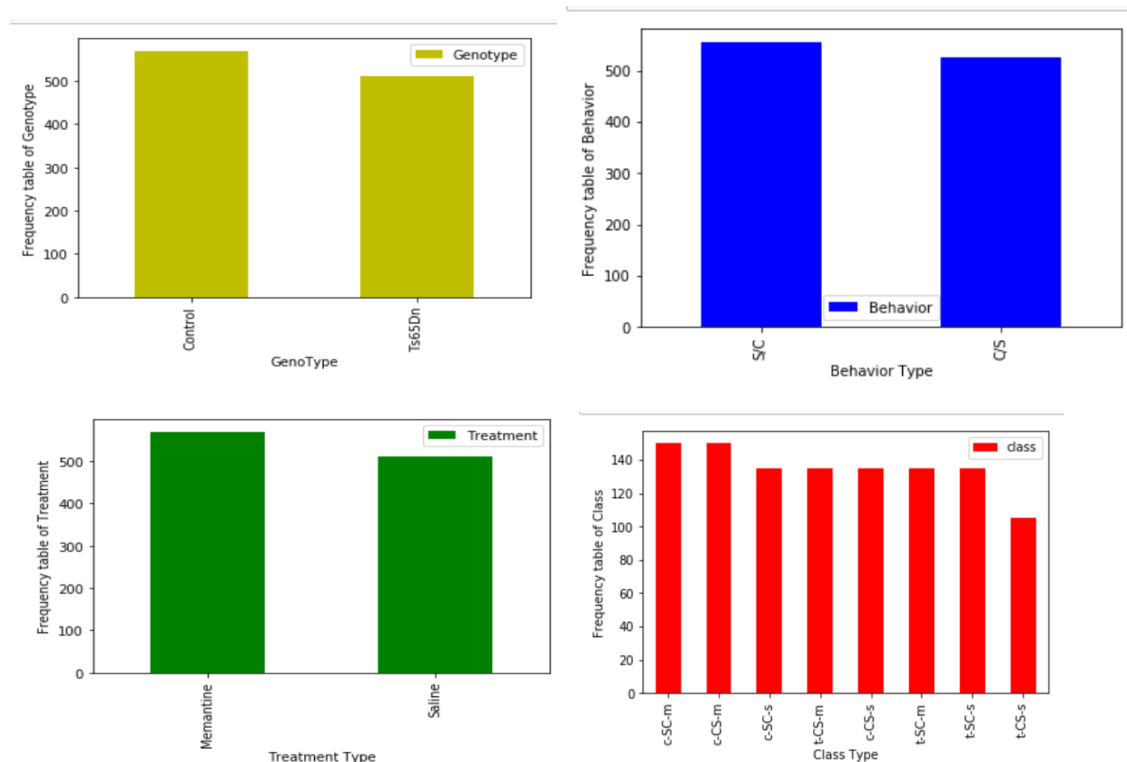 Frequency table of Genotype
500
400
300
200
100
0
Genotype
Control
Ts65Dn
GenoType
Frequency table of Behavior
500
400
300
200
100
0
Behavior
S/C
C/S
Behavior Type
Frequency table of Treatment
500
400
300
200
100
0
Treatment
Memantine
Saline
Treatment Type
Frequency table of Class
140
120
100
80
60
40
20
0
class
c-SC-m
c-CS-m
c-SC-s
t-CS-m
c-CS-s
t-SC-m
t-SC-s
t-CS-s
Class Type